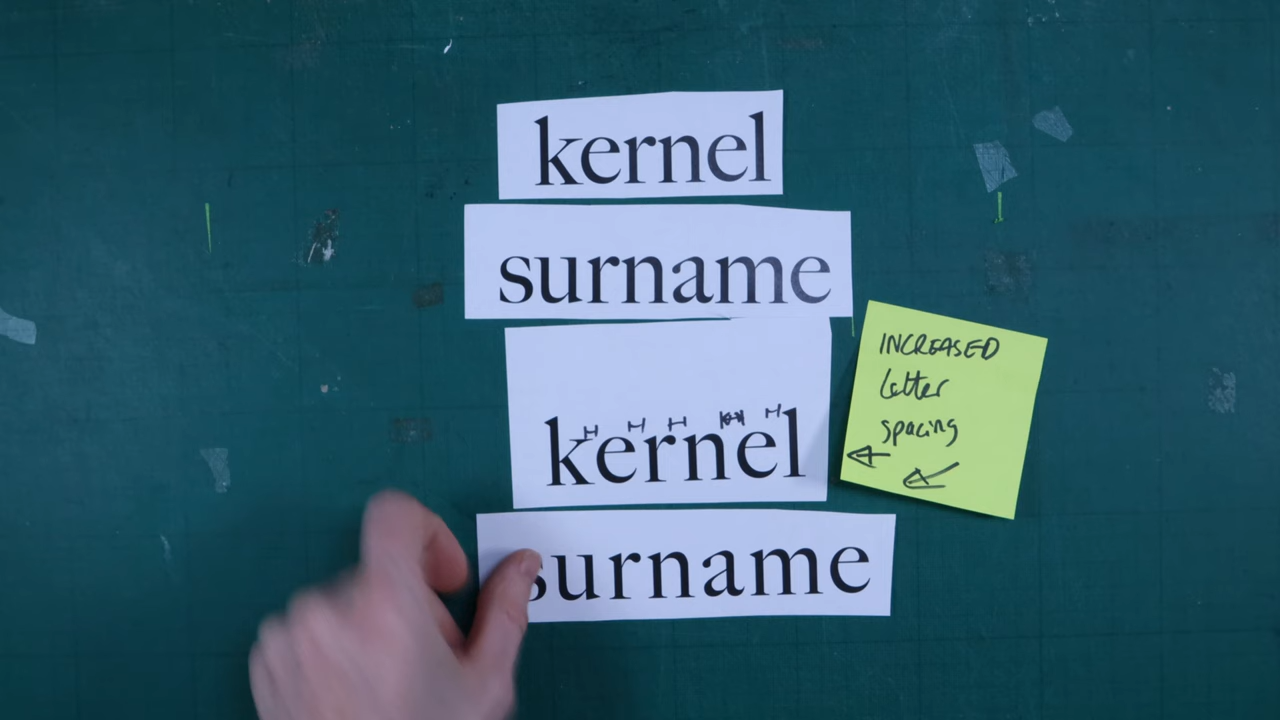 kernel
surname
kernel
surname
INCREASED
letter
spacing